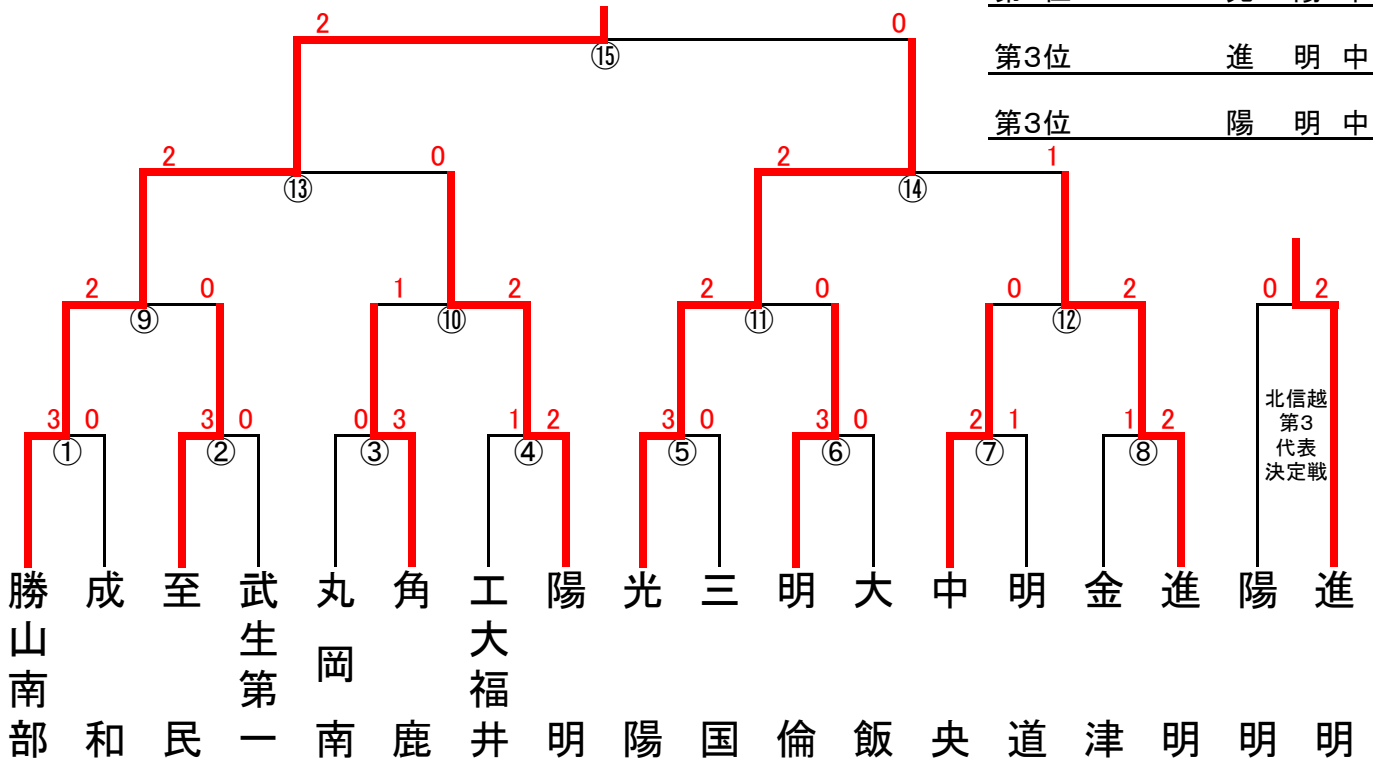 2 0
⑮
第3位 進 明 中
第3位 陽 明 中
2 0 2 1
⑬ ⑭
2 0 1 2 2 0 0 2 0 2
⑨ ⑩ ⑪ ⑫
3 0 3 0 0 3 1 2 3 0 3 0 2 1 1 2
① ② ③ ④ ⑤ ⑥ ⑦ ⑧
北信越
第3
代表
決定戦
勝山南部
成和
至民
武生第一
丸岡南
角鹿
工大福井
陽明
光陽
三国
明倫
大飯
中央
明道
金津
進明
陽明
進明